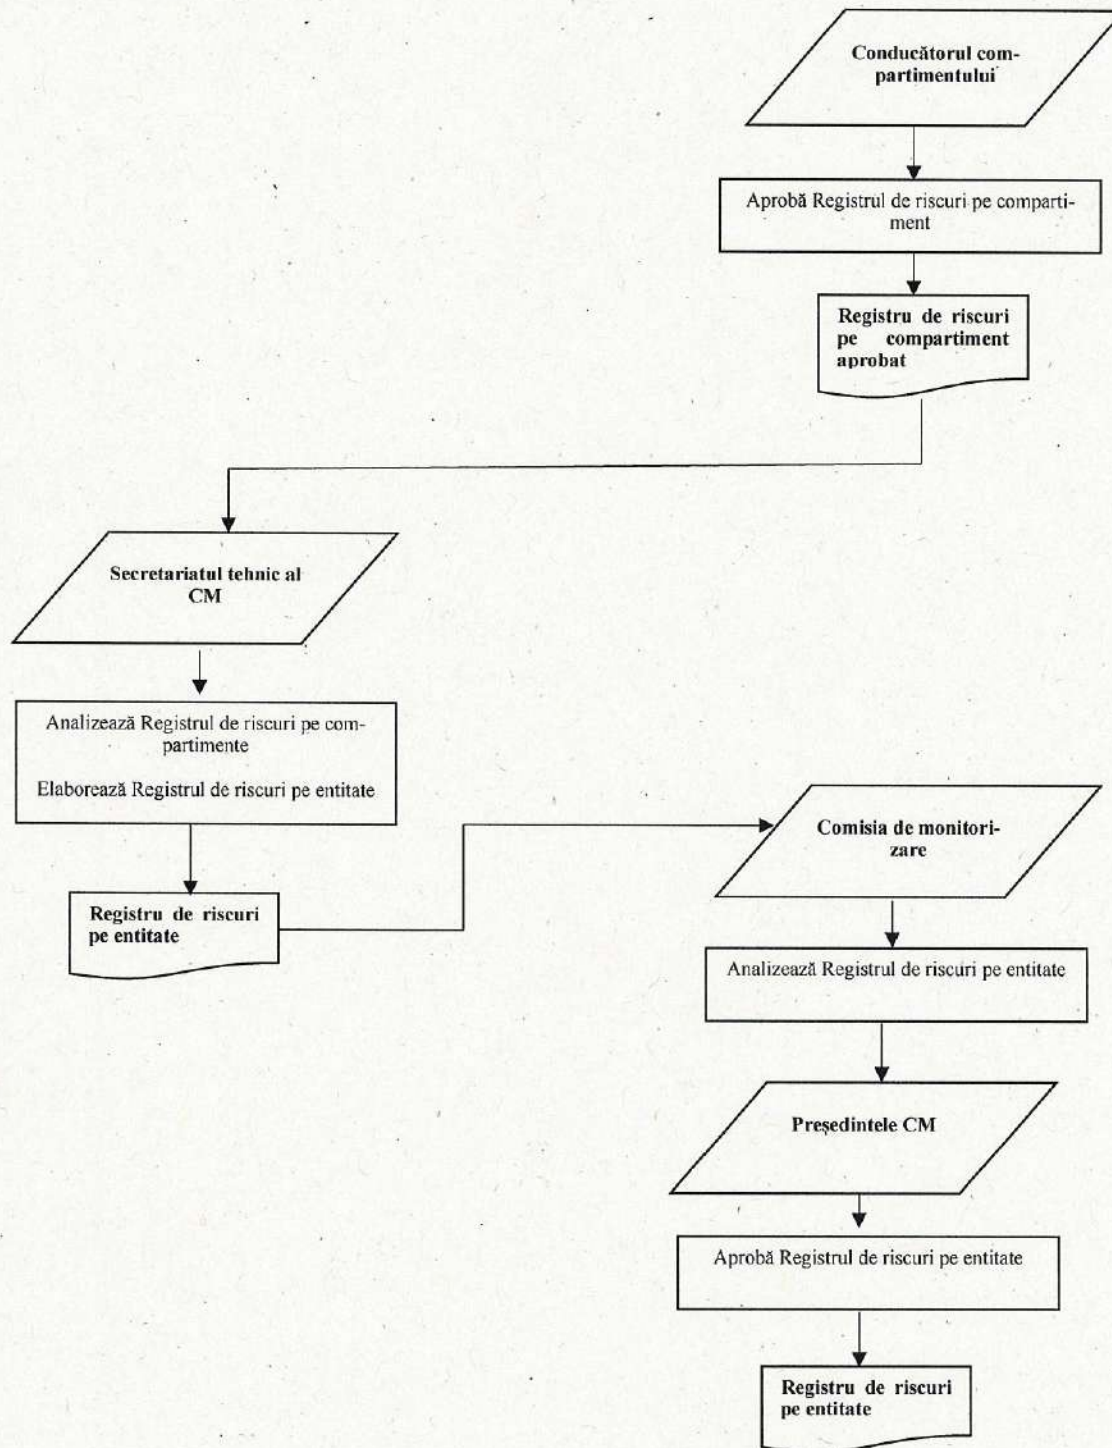 Conducătorul com-
partimentului
Aprobă Registrul de riscuri pe comparti-
ment
Registru de riscuri
pe compartiment
aprobat
Secretariatul tehnic al
CM
Analizează Registrul de riscuri pe com-
partimente
Elaborează Registrul de riscuri pe entitate
Registru de riscuri
pe entitate
Comisia de monitori-
zare
Analizează Registrul de riscuri pe entitate
Președintele CM
Aprobă Registrul de riscuri pe entitate
Registru de riscuri
pe entitate